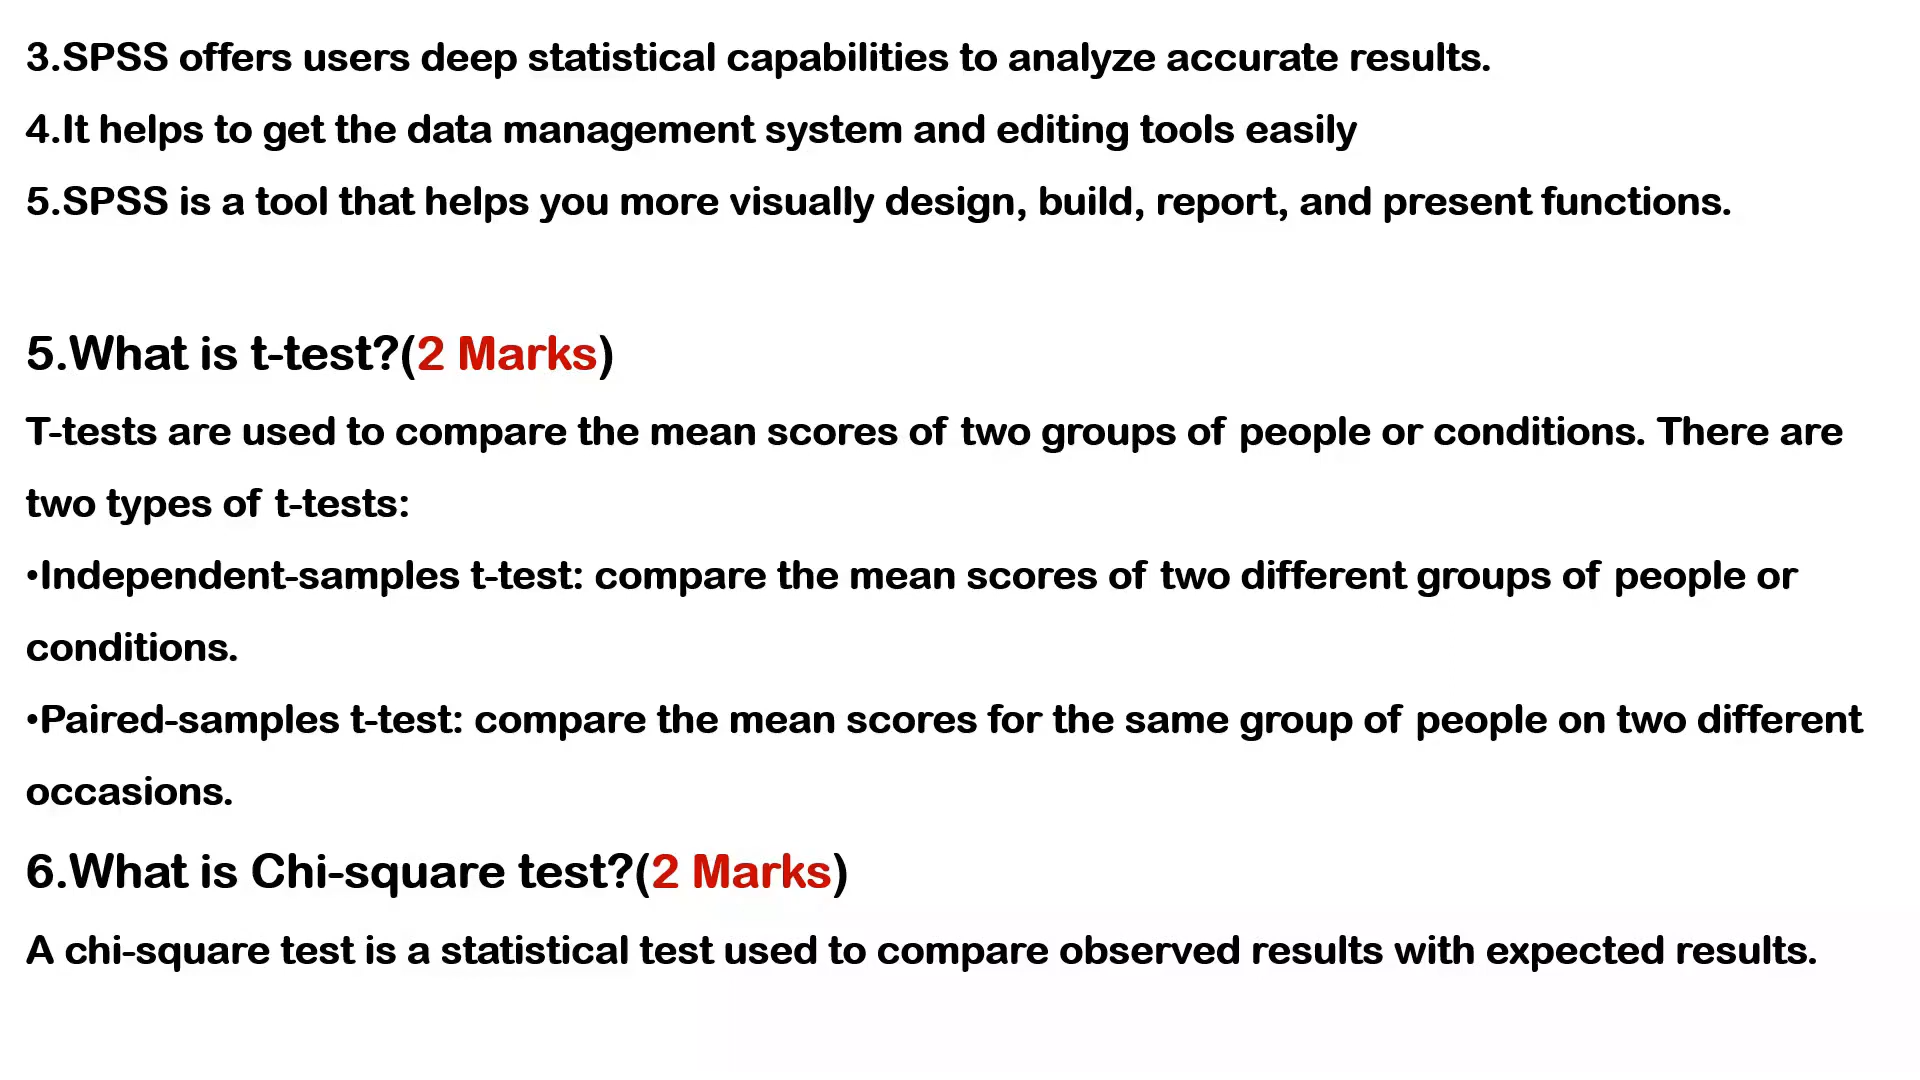 3.SPSS offers users deep statistical capabilities to analyze accurate results.
4.It helps to get the data management system and editing tools easily
5.SPSS is a tool that helps you more visually design, build, report, and present functions.
5.What is t-test?(2 Marks)
T-tests are used to compare the mean scores of two groups of people or conditions. There are
two types of t-tests:
•Independent-samples t-test: compare the mean scores of two different groups of people or
conditions.
•Paired-samples t-test: compare the mean scores for the same group of people on two different
occasions.
6.What is Chi-square test?(2 Marks)
A chi-square test is a statistical test used to compare observed results with expected results.